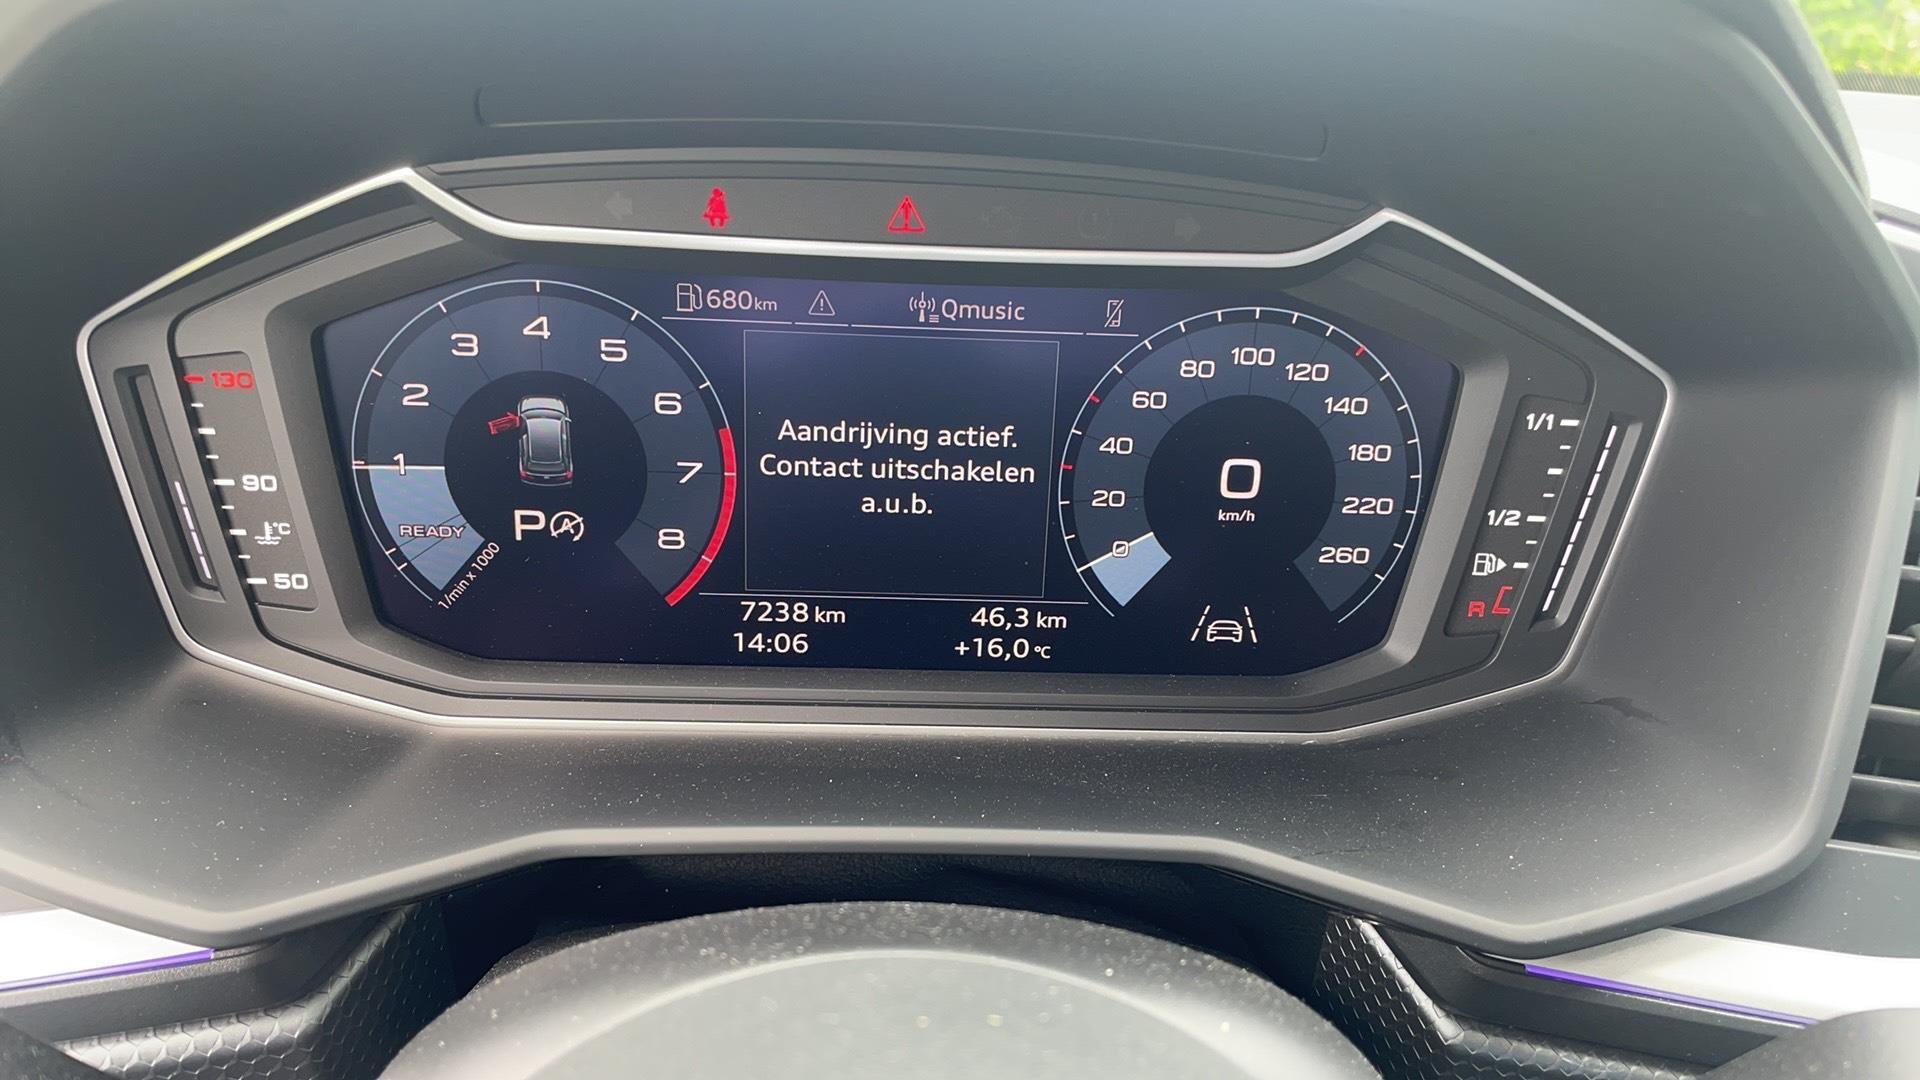 680 km
Qmusic
130
90
°C
50
1
2
3
4
5
6
7
8
READY
1/min x 1000
P
A
Aandrijving actief.
Contact uitschakelen
a.u.b.
7238 km
46,3 km
14:06
+16,0 °C
0
20
40
60
80
100
120
140
180
220
260
0
km/h
1/1
1/2
R